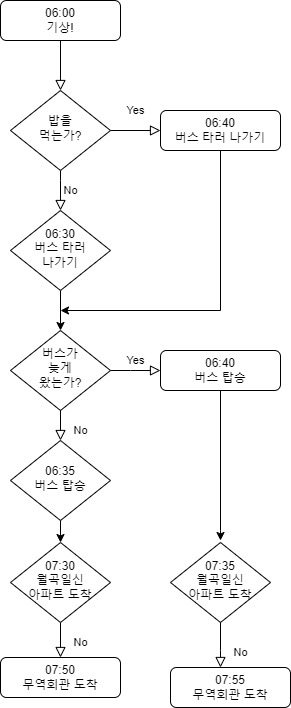 06:00
기상!
밥을
먹는가?
Yes
06:40
버스 타러 나가기
No
06:30
버스 타러
나가기
버스가
늦게
왔는가?
Yes
06:40
버스 탑승
No
06:35
버스 탑승
07:30
월곡일신
아파트 도착
07:35
월곡일신
아파트 도착
No
07:50
무역회관 도착
No
07:55
무역회관 도착